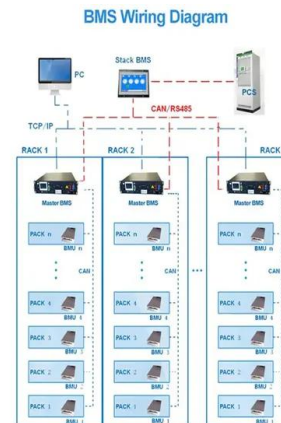 BMS Wiring Diagram
PC
Stack BMS
PCS
CAN/RS485
TCP/IP
RACK 1
RACK 2
RACK
Master BMS
Master BMS
Master BMS
PACK n
BMU n
PACK n
BMU n
PACK n
BMU n
CAN
CAN
CAN
PACK 4
BMU 4
PACK 4
BMU 4
PACK 4
BMU 4
PACK 3
BMU 3
PACK 3
BMU
PACK 3
BMU
PACK 2
BMU
PACK 2
BMU
PACK 2
BMU
PACK 1
BMU
PACK 1
BMU
PACK 1
BMU